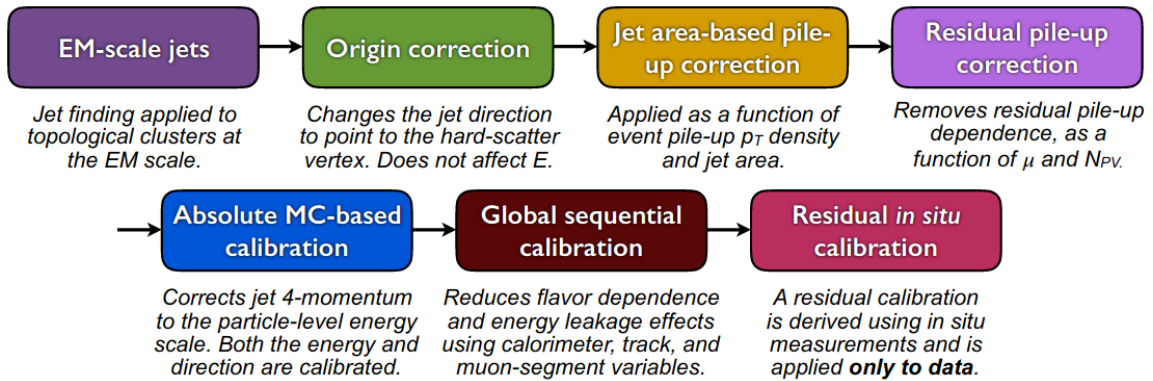 EM-scale jets
Jet finding applied to
topological clusters at
the EM scale.
Origin correction
Changes the jet direction
to point to the hard-scatter
vertex. Does not affect E.
Jet area-based pile-
up correction
Applied as a function of
event pile-up pT density
and jet area.
Residual pile-up
correction
Removes residual pile-up
dependence, as a
function of μ and NPV.
Absolute MC-based
calibration
Corrects jet 4-momentum
to the particle-level energy
scale. Both the energy and
direction are calibrated.
Global sequential
calibration
Reduces flavor dependence
and energy leakage effects
using calorimeter, track, and
muon-segment variables.
Residual in situ
calibration
A residual calibration
is derived using in situ
measurements and is
applied only to data.